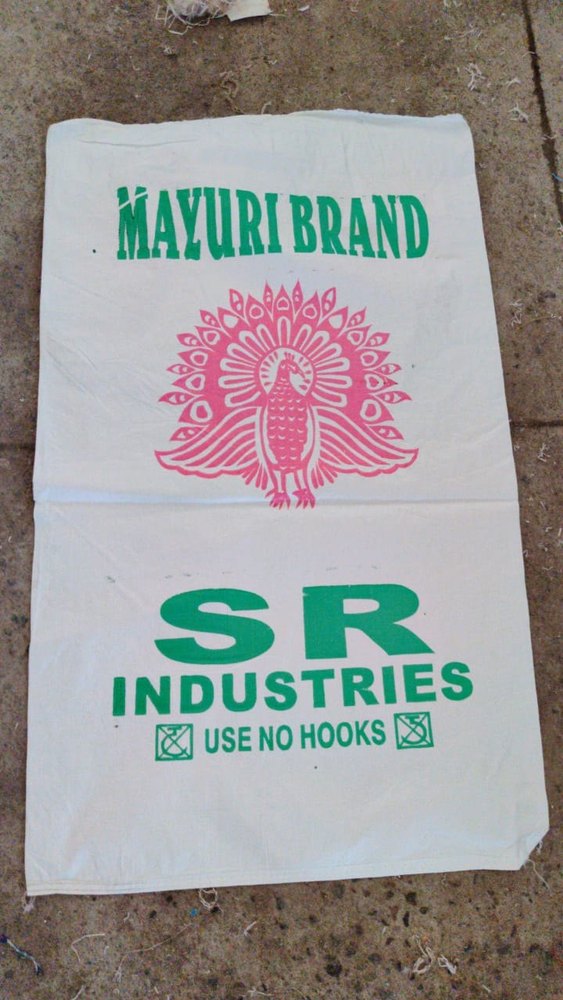 MAYURI BRAND
SR
INDUSTRIES
USE NO HOOKS